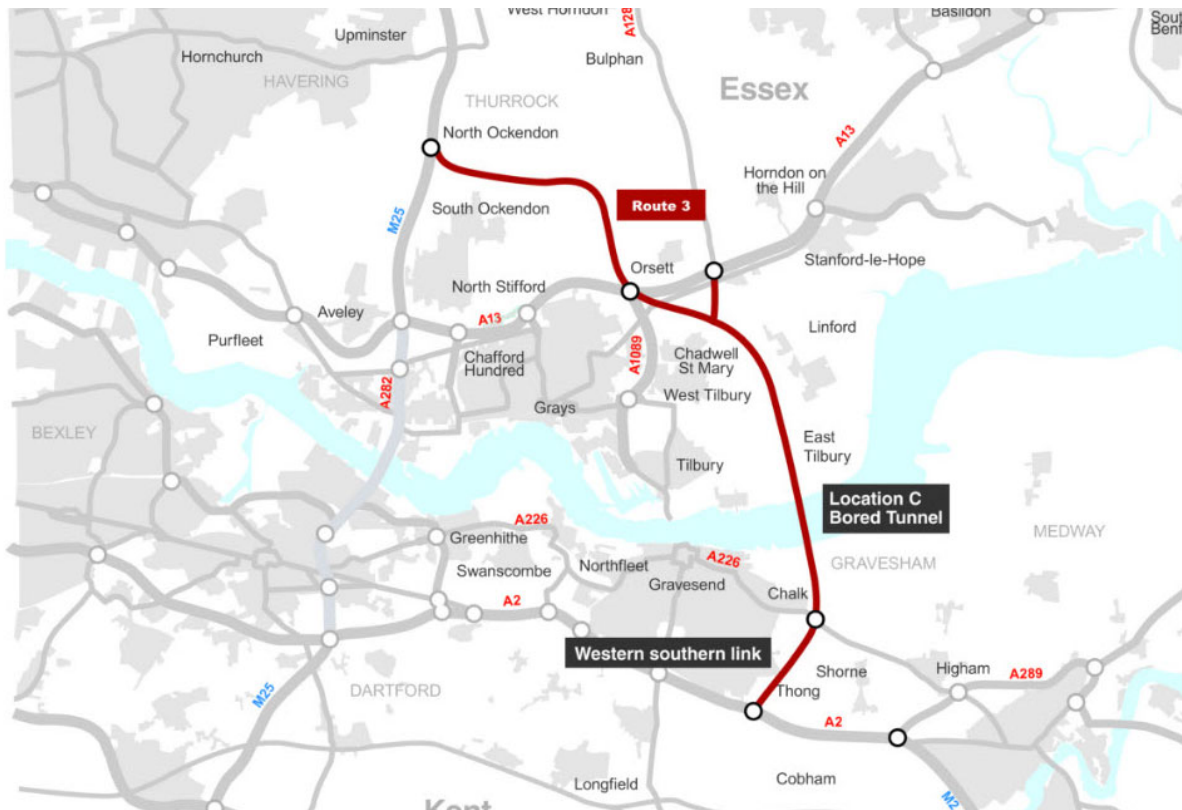 West Horndon
A128
Basildon
South
Benf
Upminster
Hornchurch
Bulphan
HAVERING
Essex
THURROCK
North Ockendon
A13
Horndon on
the Hill
Route 3
South Ockendon
M25
Orsett
Stanford-le-Hope
North Stifford
Aveley
A13
Linford
Purfleet
Chafford
Hundred
A1089
Chadwell
St Mary
A282
West Tilbury
Grays
BEXLEY
East
Tilbury
Tilbury
Location C
Bored Tunnel
A226
MEDWAY
Greenhithe
A226
GRAVESHAM
Northfleet
Swanscombe
Gravesend
Chalk
A2
Western southern link
Shorne
Higham
A289
M25
DARTFORD
Thong
A2
Longfield
Cobham
Kent
M2